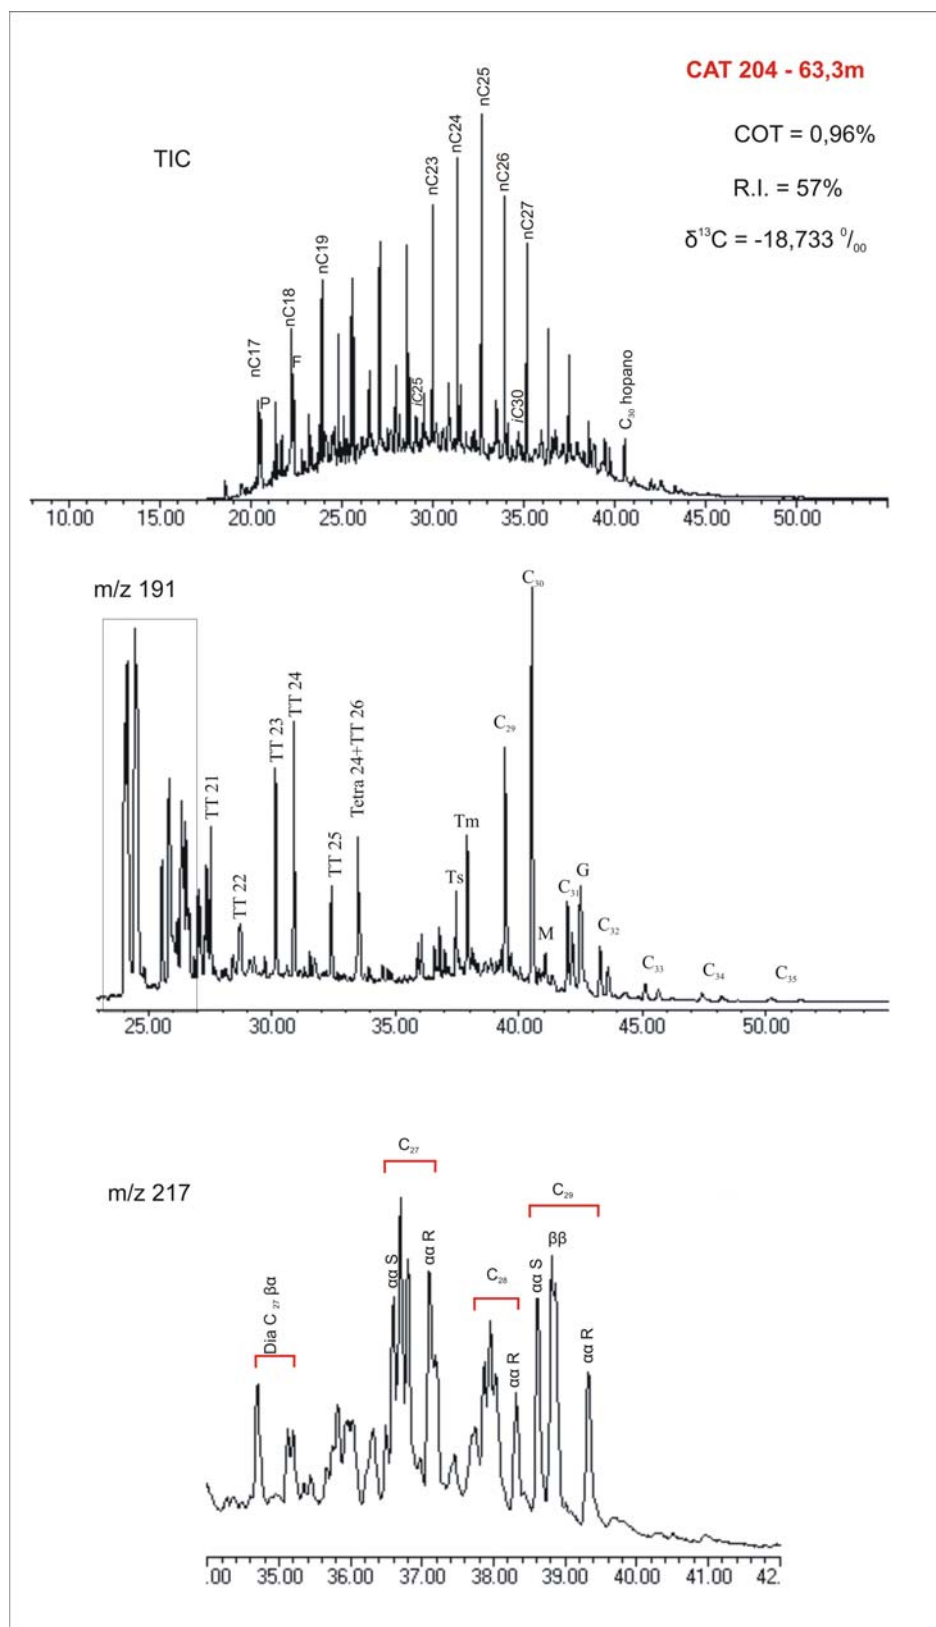 CAT 204 - 63,3m
COT = 0,96%
R.I. = 57%
δ¹³C = -18,733 ⁰/₀₀
TIC
nC17
P
nC18
F
nC19
iC25
nC23
nC24
nC25
nC26
iC30
nC27
C₃₀ hopano
10.00 15.00 20.00 25.00 30.00 35.00 40.00 45.00 50.00
m/z 191
TT 21
TT 22
TT 23
TT 24
TT 25
Tetra 24+TT 26
Ts
Tm
C₂₉
C₃₀
M
C₃₁
G
C₃₂
C₃₃
C₃₄
C₃₅
25.00 30.00 35.00 40.00 45.00 50.00
m/z 217
Dia C ₂₇ βα
C₂₇
αα S
αα R
C₂₈
αα R
C₂₉
αα S
ββ
αα R
.00 35.00 36.00 37.00 38.00 39.00 40.00 41.00 42.